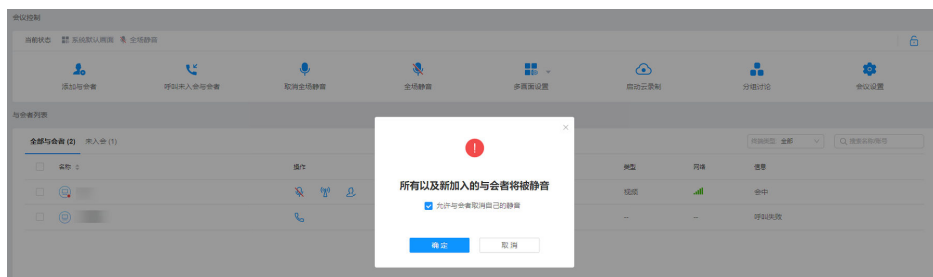 会议控制
当前状态 系统默认画面 全场静音
添加与会者 呼叫未入会与会者 取消全场静音 全场静音 多画面设置 启动云录制 分组讨论 会议设置
与会者列表
全部与会者 (2) 未入会 (1) 终端类型 全部 搜索名称/账号
名称 操作 类型 网络 信息
所有以及新加入的与会者将被静音
视频 会中
允许与会者取消自己的静音
-- -- 呼叫失败
确定 取消